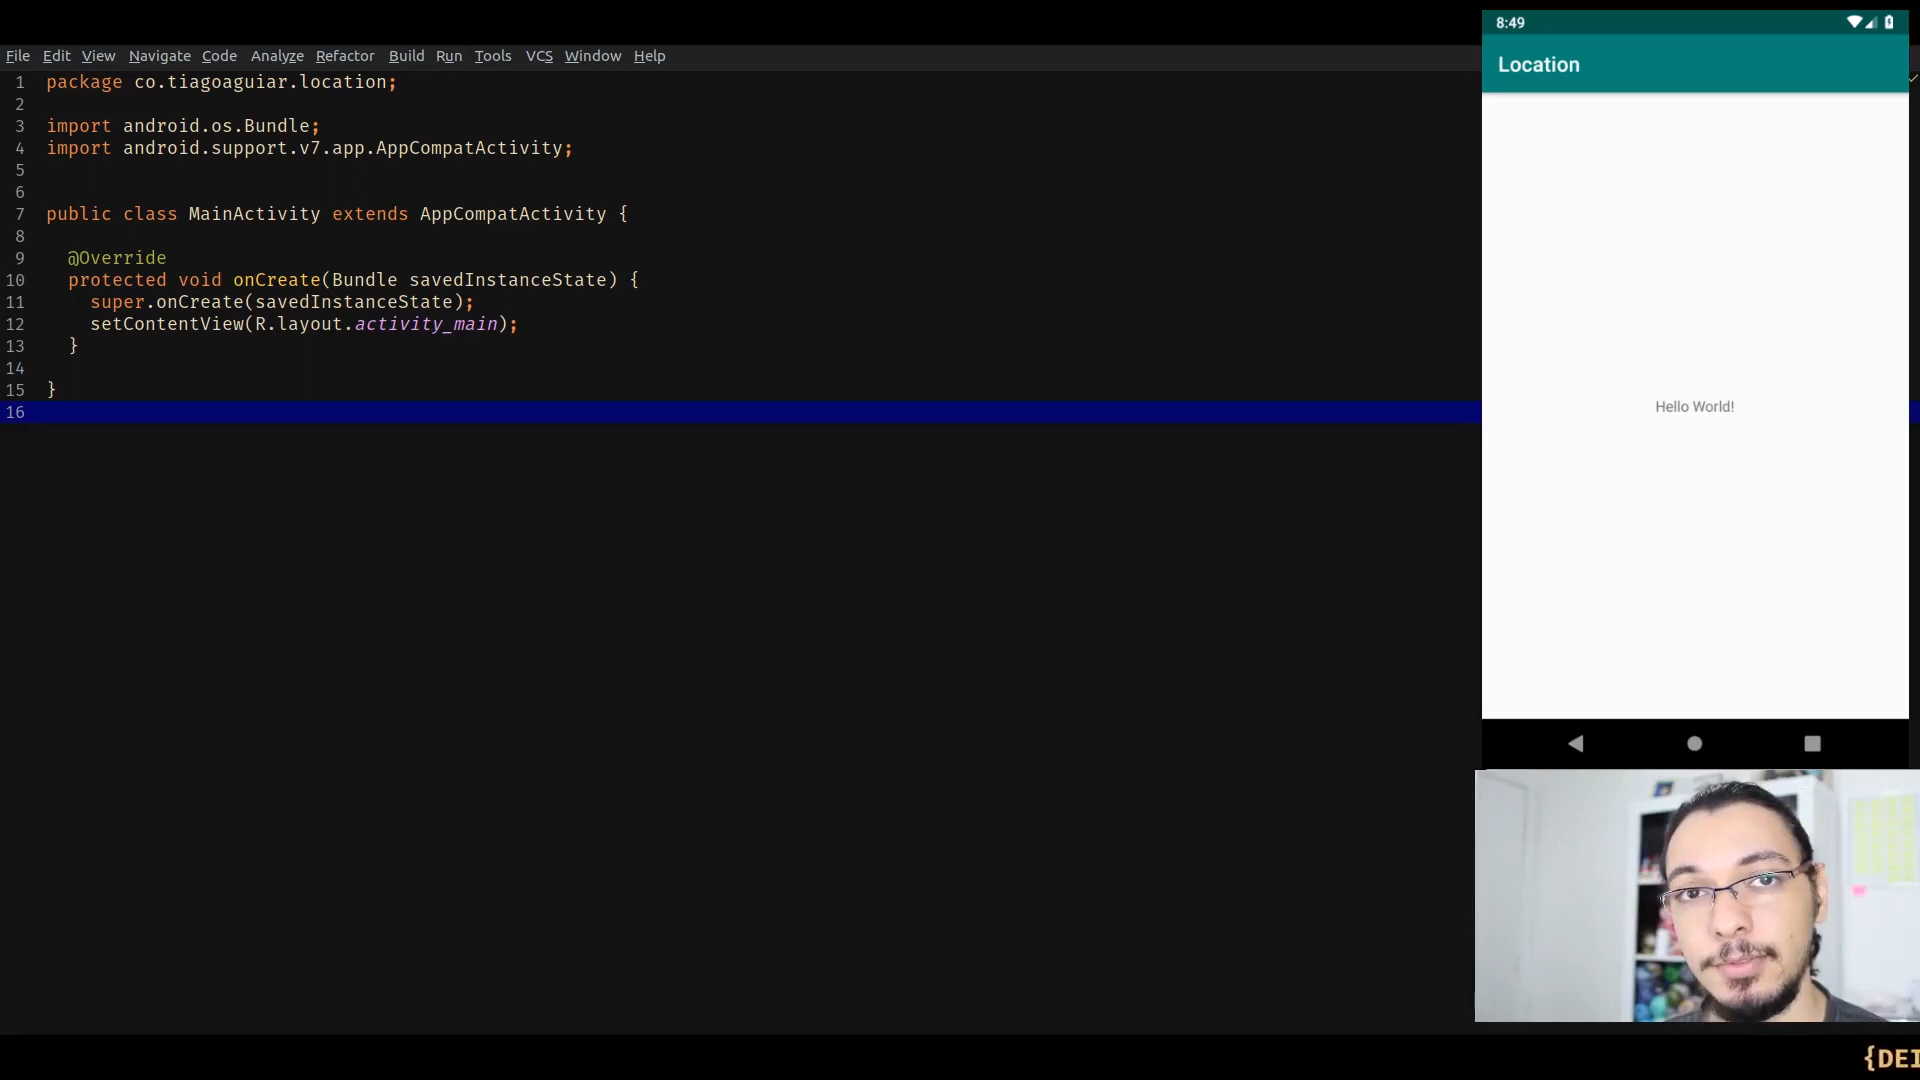 File Edit View Navigate Code Analyze Refactor Build Run Tools VCS Window Help
1 package co.tiagoaguiar.location;
2
3 import android.os.Bundle;
4 import android.support.v7.app.AppCompatActivity;
5
6
7 public class MainActivity extends AppCompatActivity {
8
9 @Override
10 protected void onCreate(Bundle savedInstanceState) {
11 super.onCreate(savedInstanceState);
12 setContentView(R.layout.activity_main);
13 }
14
15 }
16
8:49
Location
Hello World!
{DEI